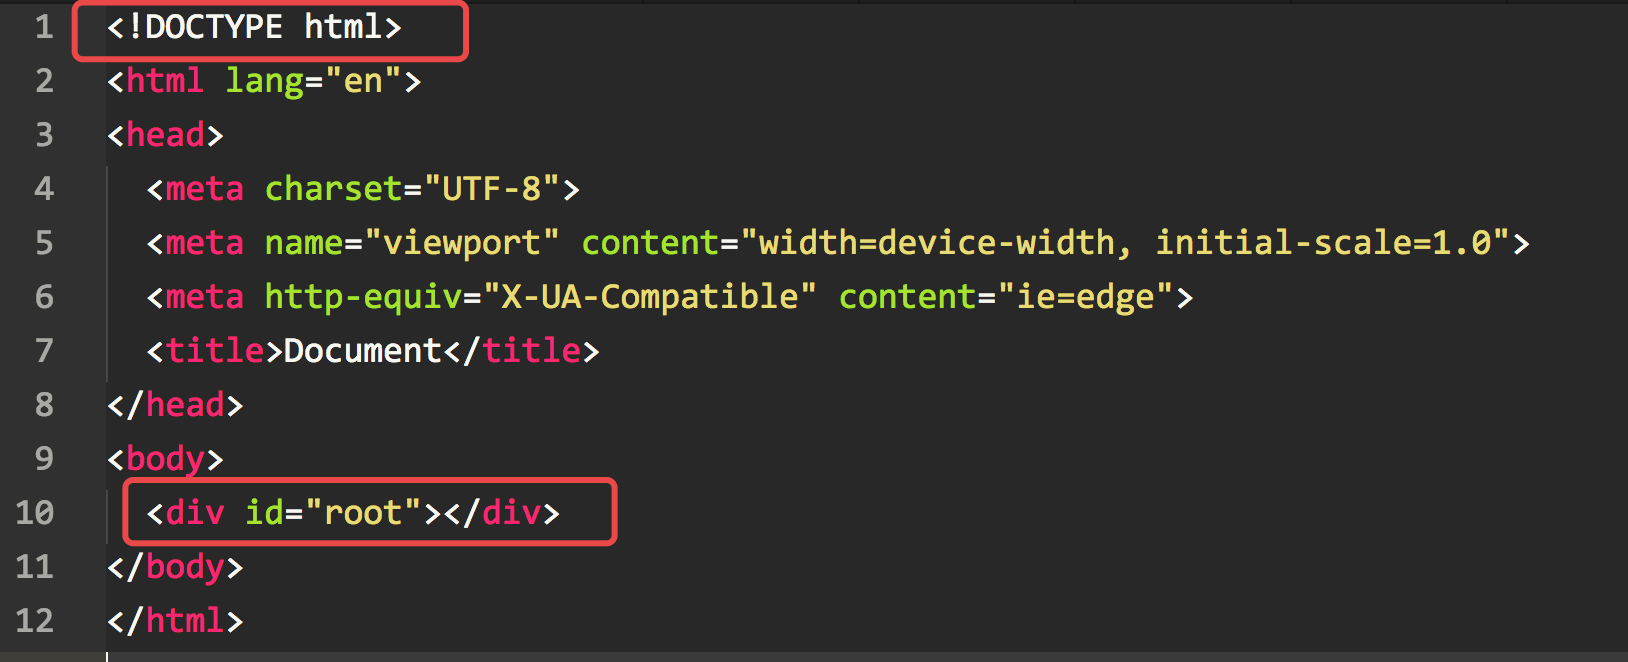 1 <!DOCTYPE html>
2 <html lang="en">
3 <head>
4 <meta charset="UTF-8">
5 <meta name="viewport" content="width=device-width, initial-scale=1.0">
6 <meta http-equiv="X-UA-Compatible" content="ie=edge">
7 <title>Document</title>
8 </head>
9 <body>
10 <div id="root"></div>
11 </body>
12 </html>